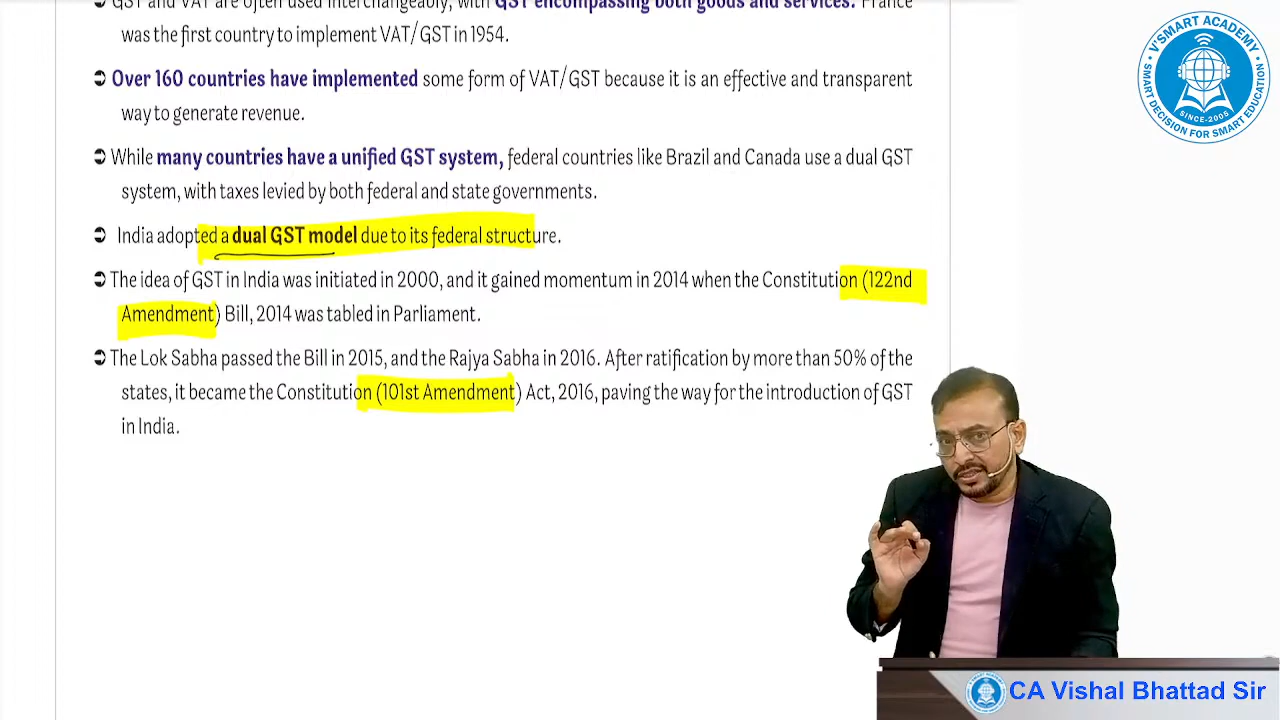 GST and VAT are often used interchangeably, with GST encompassing both goods and services. France
was the first country to implement VAT/GST in 1954.
➲ Over 160 countries have implemented some form of VAT/GST because it is an effective and transparent
way to generate revenue.
➲ While many countries have a unified GST system, federal countries like Brazil and Canada use a dual GST
system, with taxes levied by both federal and state governments.
➲ India adopted a dual GST model due to its federal structure.
➲ The idea of GST in India was initiated in 2000, and it gained momentum in 2014 when the Constitution (122nd
Amendment) Bill, 2014 was tabled in Parliament.
➲ The Lok Sabha passed the Bill in 2015, and the Rajya Sabha in 2016. After ratification by more than 50% of the
states, it became the Constitution (101st Amendment) Act, 2016, paving the way for the introduction of GST
in India.
V'SMART ACADEMY
SMART DECISION FOR SMART EDUCATION
SINCE-2005
CA Vishal Bhattad Sir